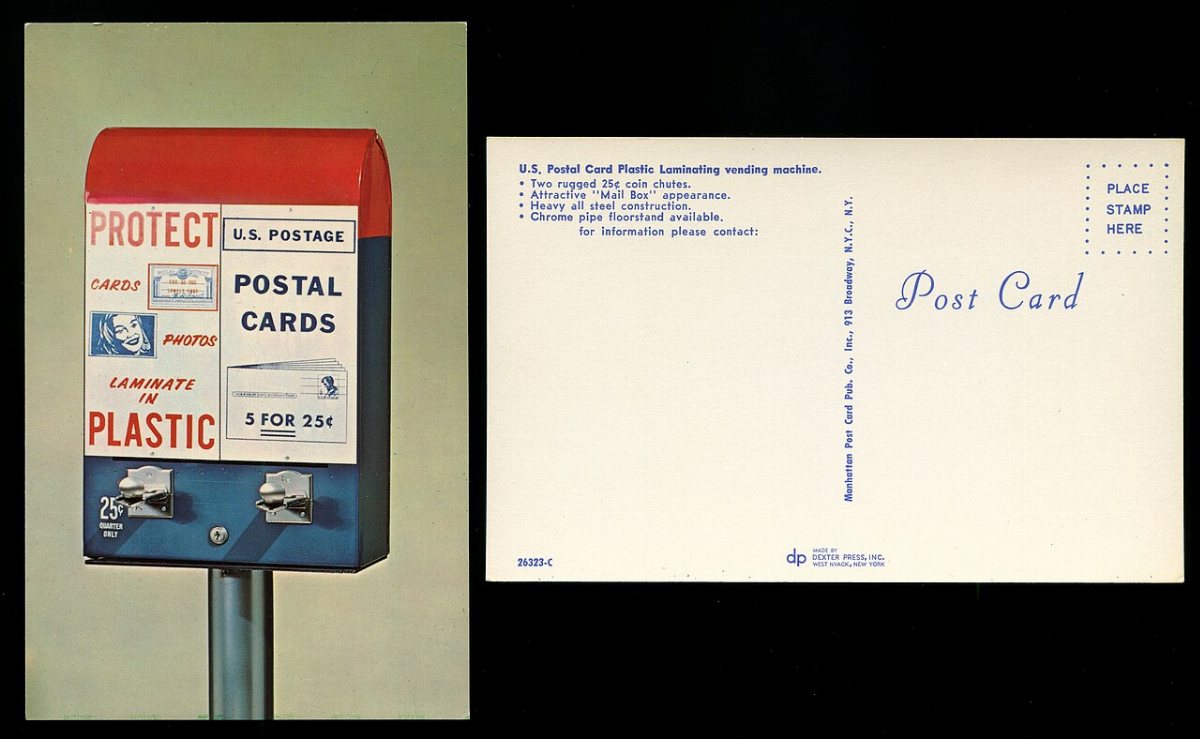 PROTECT
CARDS
PHOTOS
LAMINATE
IN
PLASTIC
U.S. POSTAGE
POSTAL
CARDS
5 FOR 25¢
25¢
QUARTER
ONLY
U.S. Postal Card Plastic Laminating vending machine.
• Two rugged 25¢ coin chutes.
• Attractive "Mail Box" appearance.
• Heavy all steel construction.
• Chrome pipe floorstand available.
for information please contact:
Manhattan Post Card Pub. Co., Inc., 913 Broadway, N.Y.C., N.Y.
PLACE
STAMP
HERE
Post Card
26323-C
dp
MADE BY
DEXTER PRESS, INC.
WEST NYACK, NEW YORK